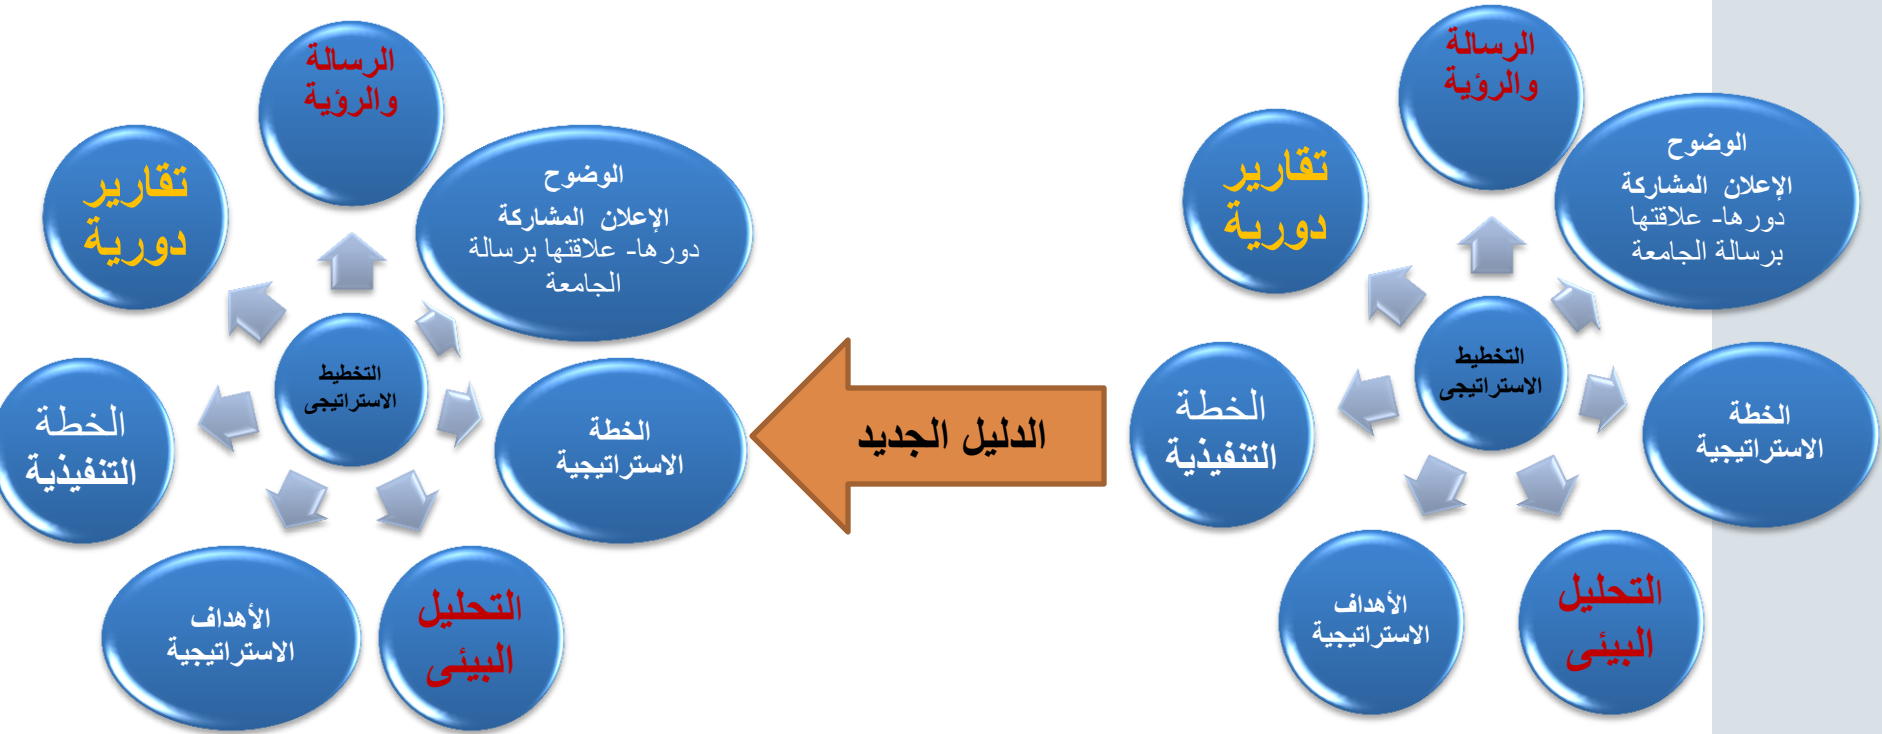 الرسالة
والرؤية
الوضوح
الإعلان المشاركة
دورها- علاقتها
برسالة الجامعة
تقارير
دورية
التخطيط
الاستراتيجى
الخطة
الاستراتيجية
الخطة
التنفيذية
التحليل
البيئى
الأهداف
الاستراتيجية
الدليل الجديد
الرسالة
والرؤية
الوضوح
الإعلان المشاركة
دورها- علاقتها برسالة
الجامعة
تقارير
دورية
التخطيط
الاستراتيجى
الخطة
الاستراتيجية
الخطة
التنفيذية
التحليل
البيئى
الأهداف
الاستراتيجية